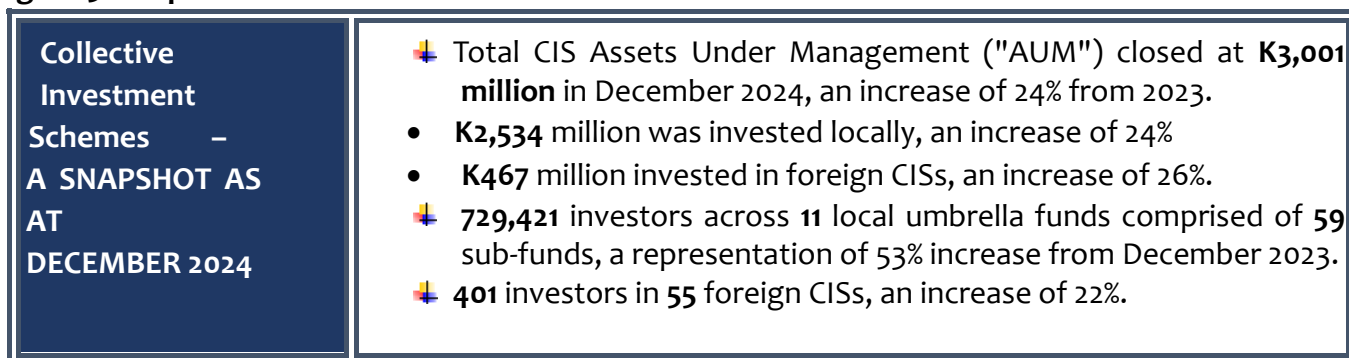 Collective
Investment
Schemes –
A SNAPSHOT AS
AT
DECEMBER 2024
Total CIS Assets Under Management ("AUM") closed at K3,001
million in December 2024, an increase of 24% from 2023.
• K2,534 million was invested locally, an increase of 24%
• K467 million invested in foreign CISs, an increase of 26%.
729,421 investors across 11 local umbrella funds comprised of 59
sub-funds, a representation of 53% increase from December 2023.
401 investors in 55 foreign CISs, an increase of 22%.